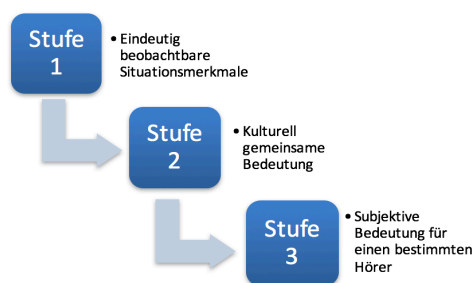 Stufe
1
• Eindeutig
beobachtbare
Situationsmerkmale
Stufe
2
• Kulturell
gemeinsame
Bedeutung
Stufe
3
• Subjektive
Bedeutung für
einen bestimmten
Hörer